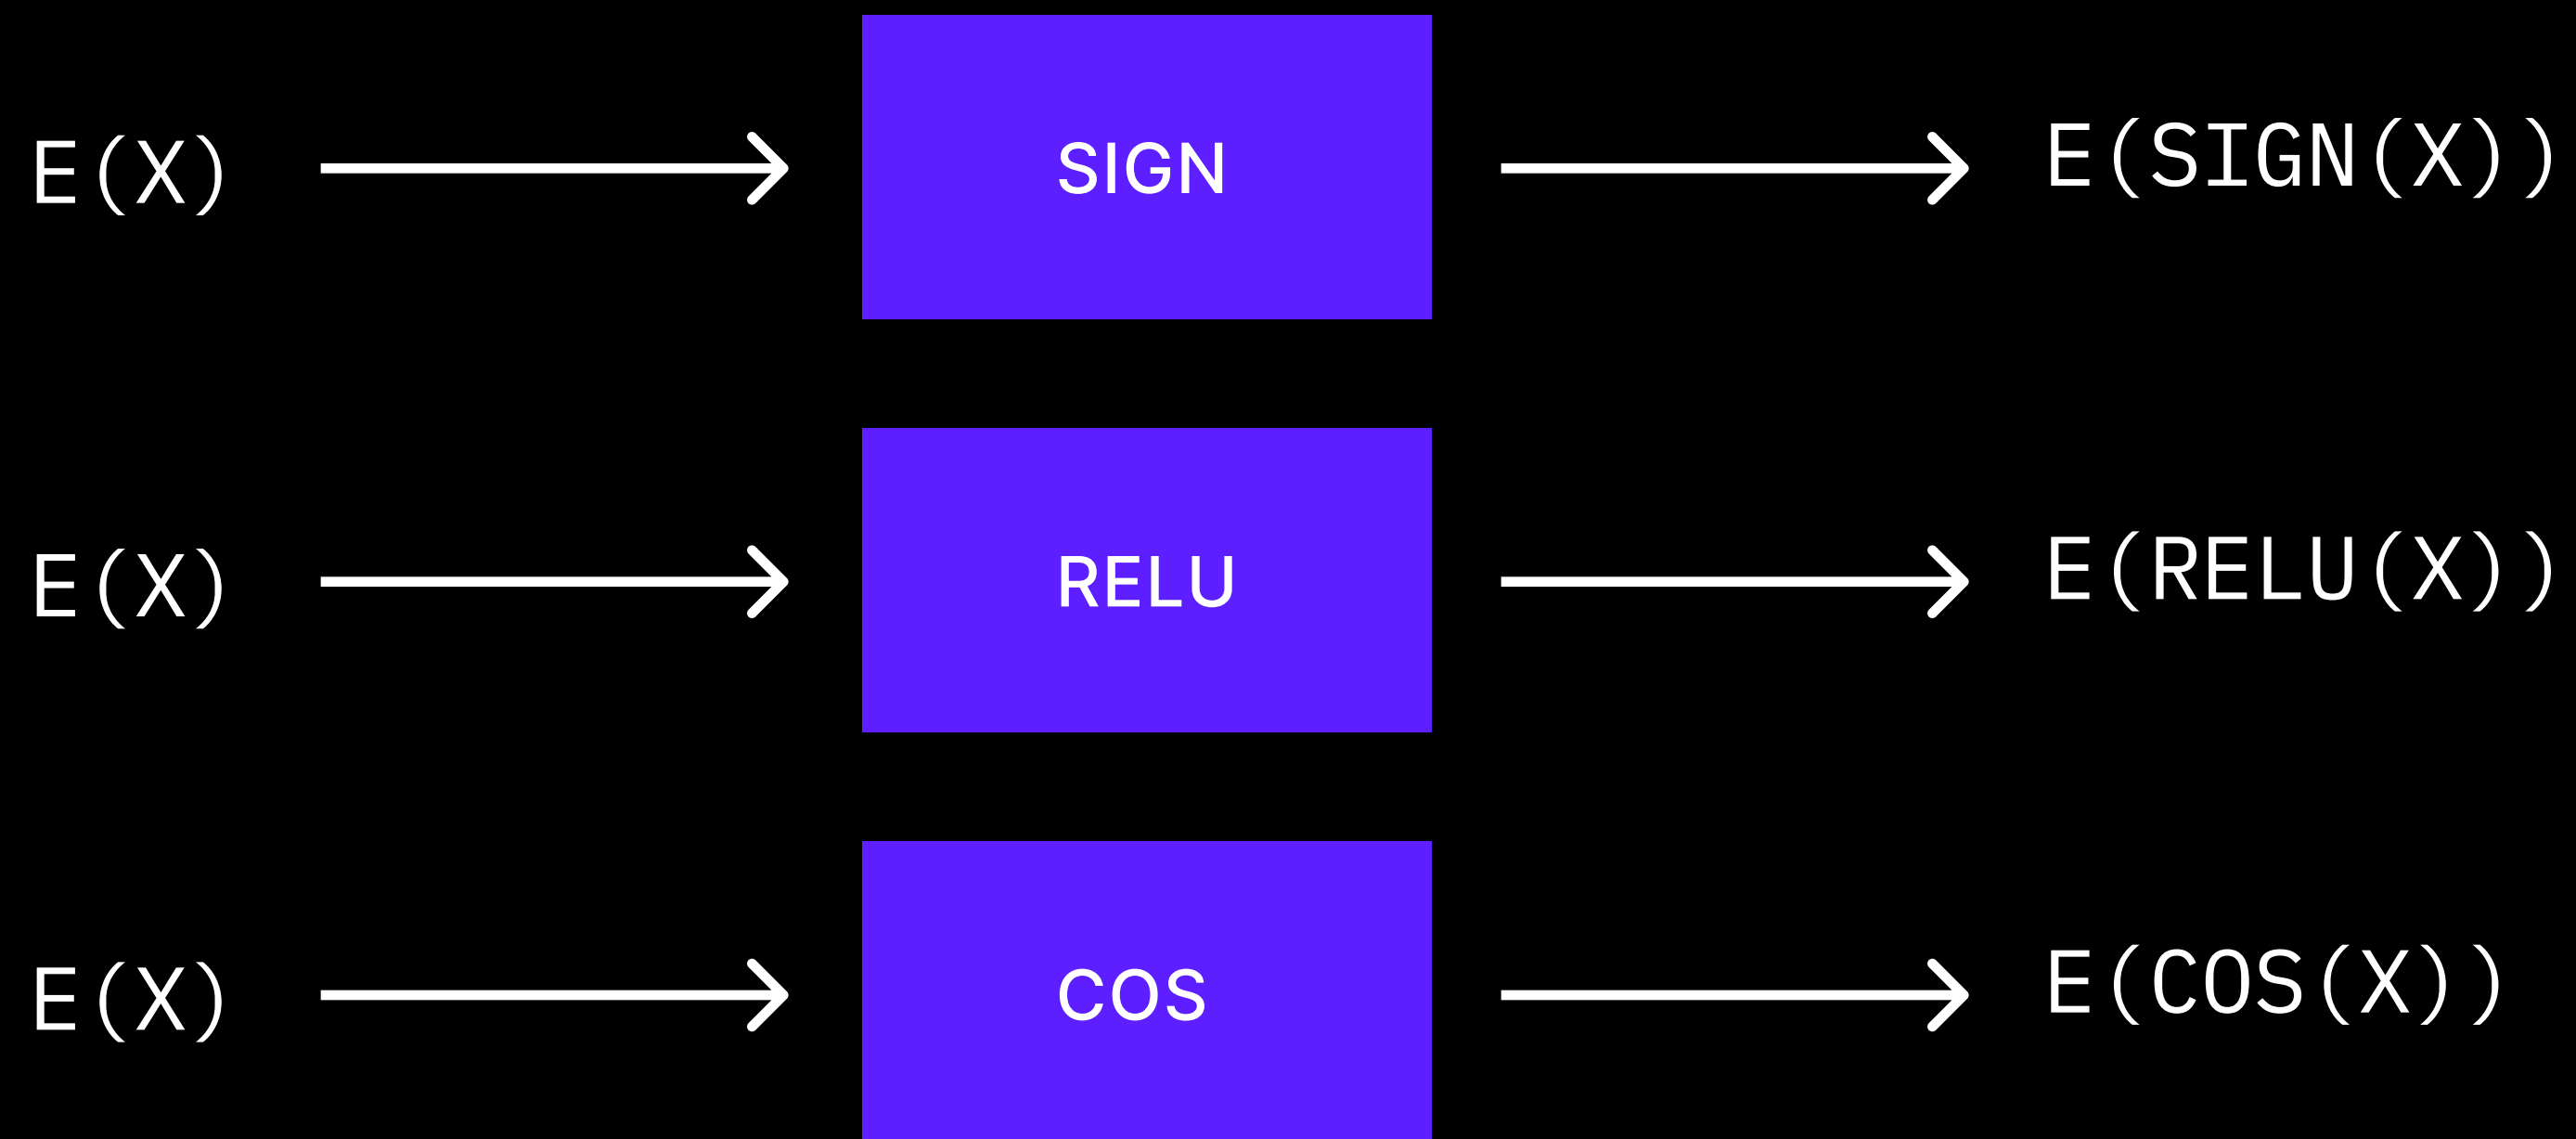 E(X) SIGN E(SIGN(X))
E(X) RELU E(RELU(X))
E(X) COS E(COS(X))